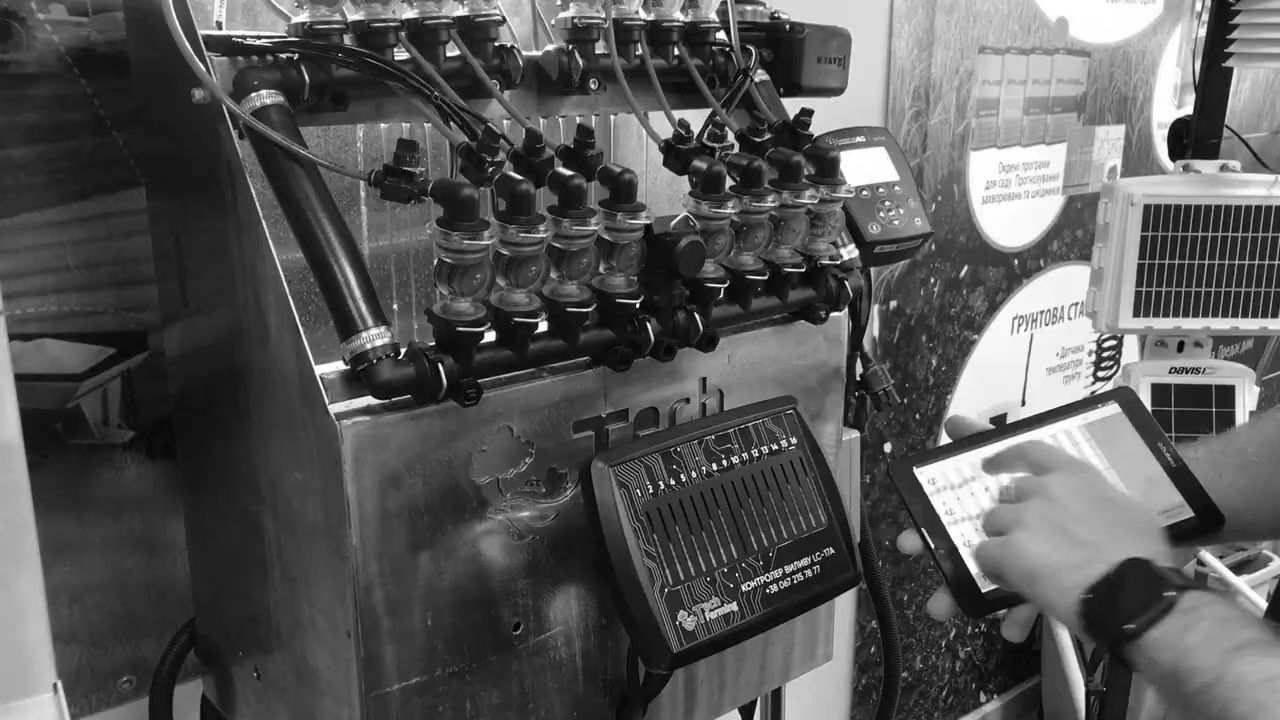 RAVEN
Окремі програми
для саду. Прогнозування
захворювань та шкідників
ҐРУНТОВА СТА
• Датчики
температури
ґрунту
DAVIS
Tech
1 2 3 4 5 6 7 8 9 10 11 12 13 14 15 16
КОНТРОЛЕР ВИЛИВУ LC-17A
+38 067 215 78 77
Tech
Farming